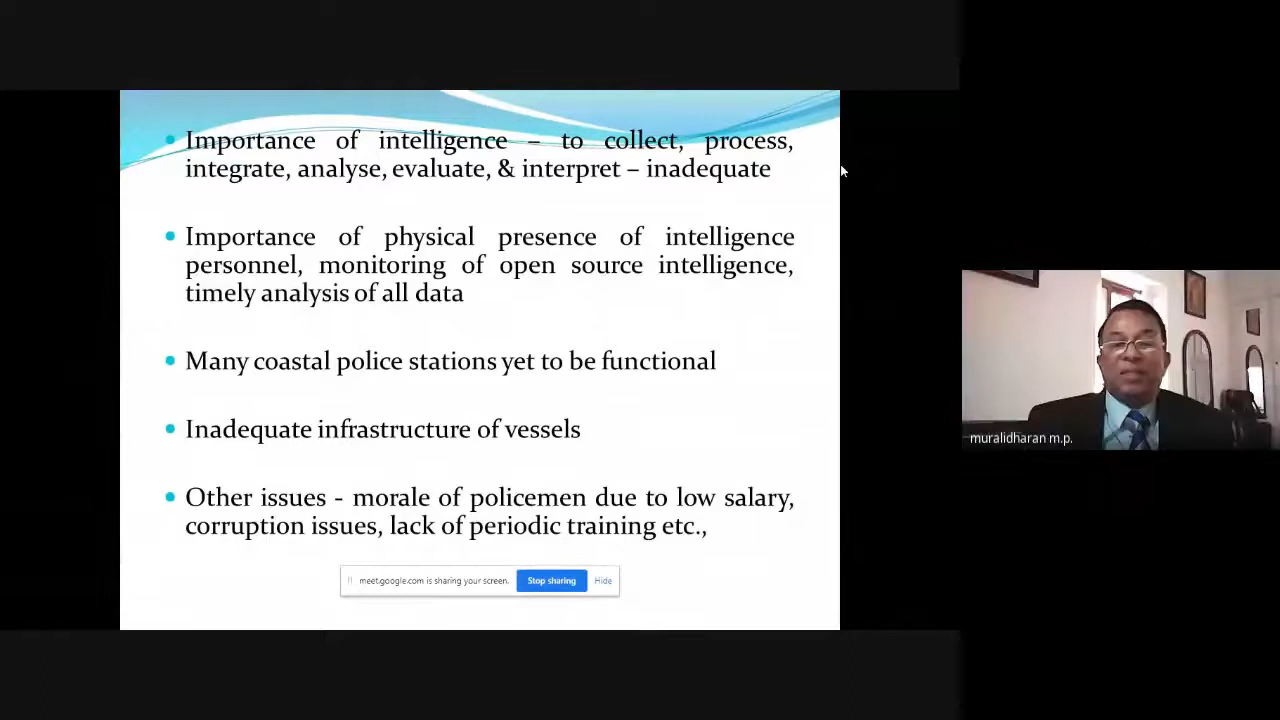 Importance of intelligence – to collect, process,
integrate, analyse, evaluate, & interpret – inadequate
Importance of physical presence of intelligence
personnel, monitoring of open source intelligence,
timely analysis of all data
Many coastal police stations yet to be functional
Inadequate infrastructure of vessels
Other issues - morale of policemen due to low salary,
corruption issues, lack of periodic training etc.,
meet.google.com is sharing your screen.
Stop sharing
Hide
muralidharan m.p.